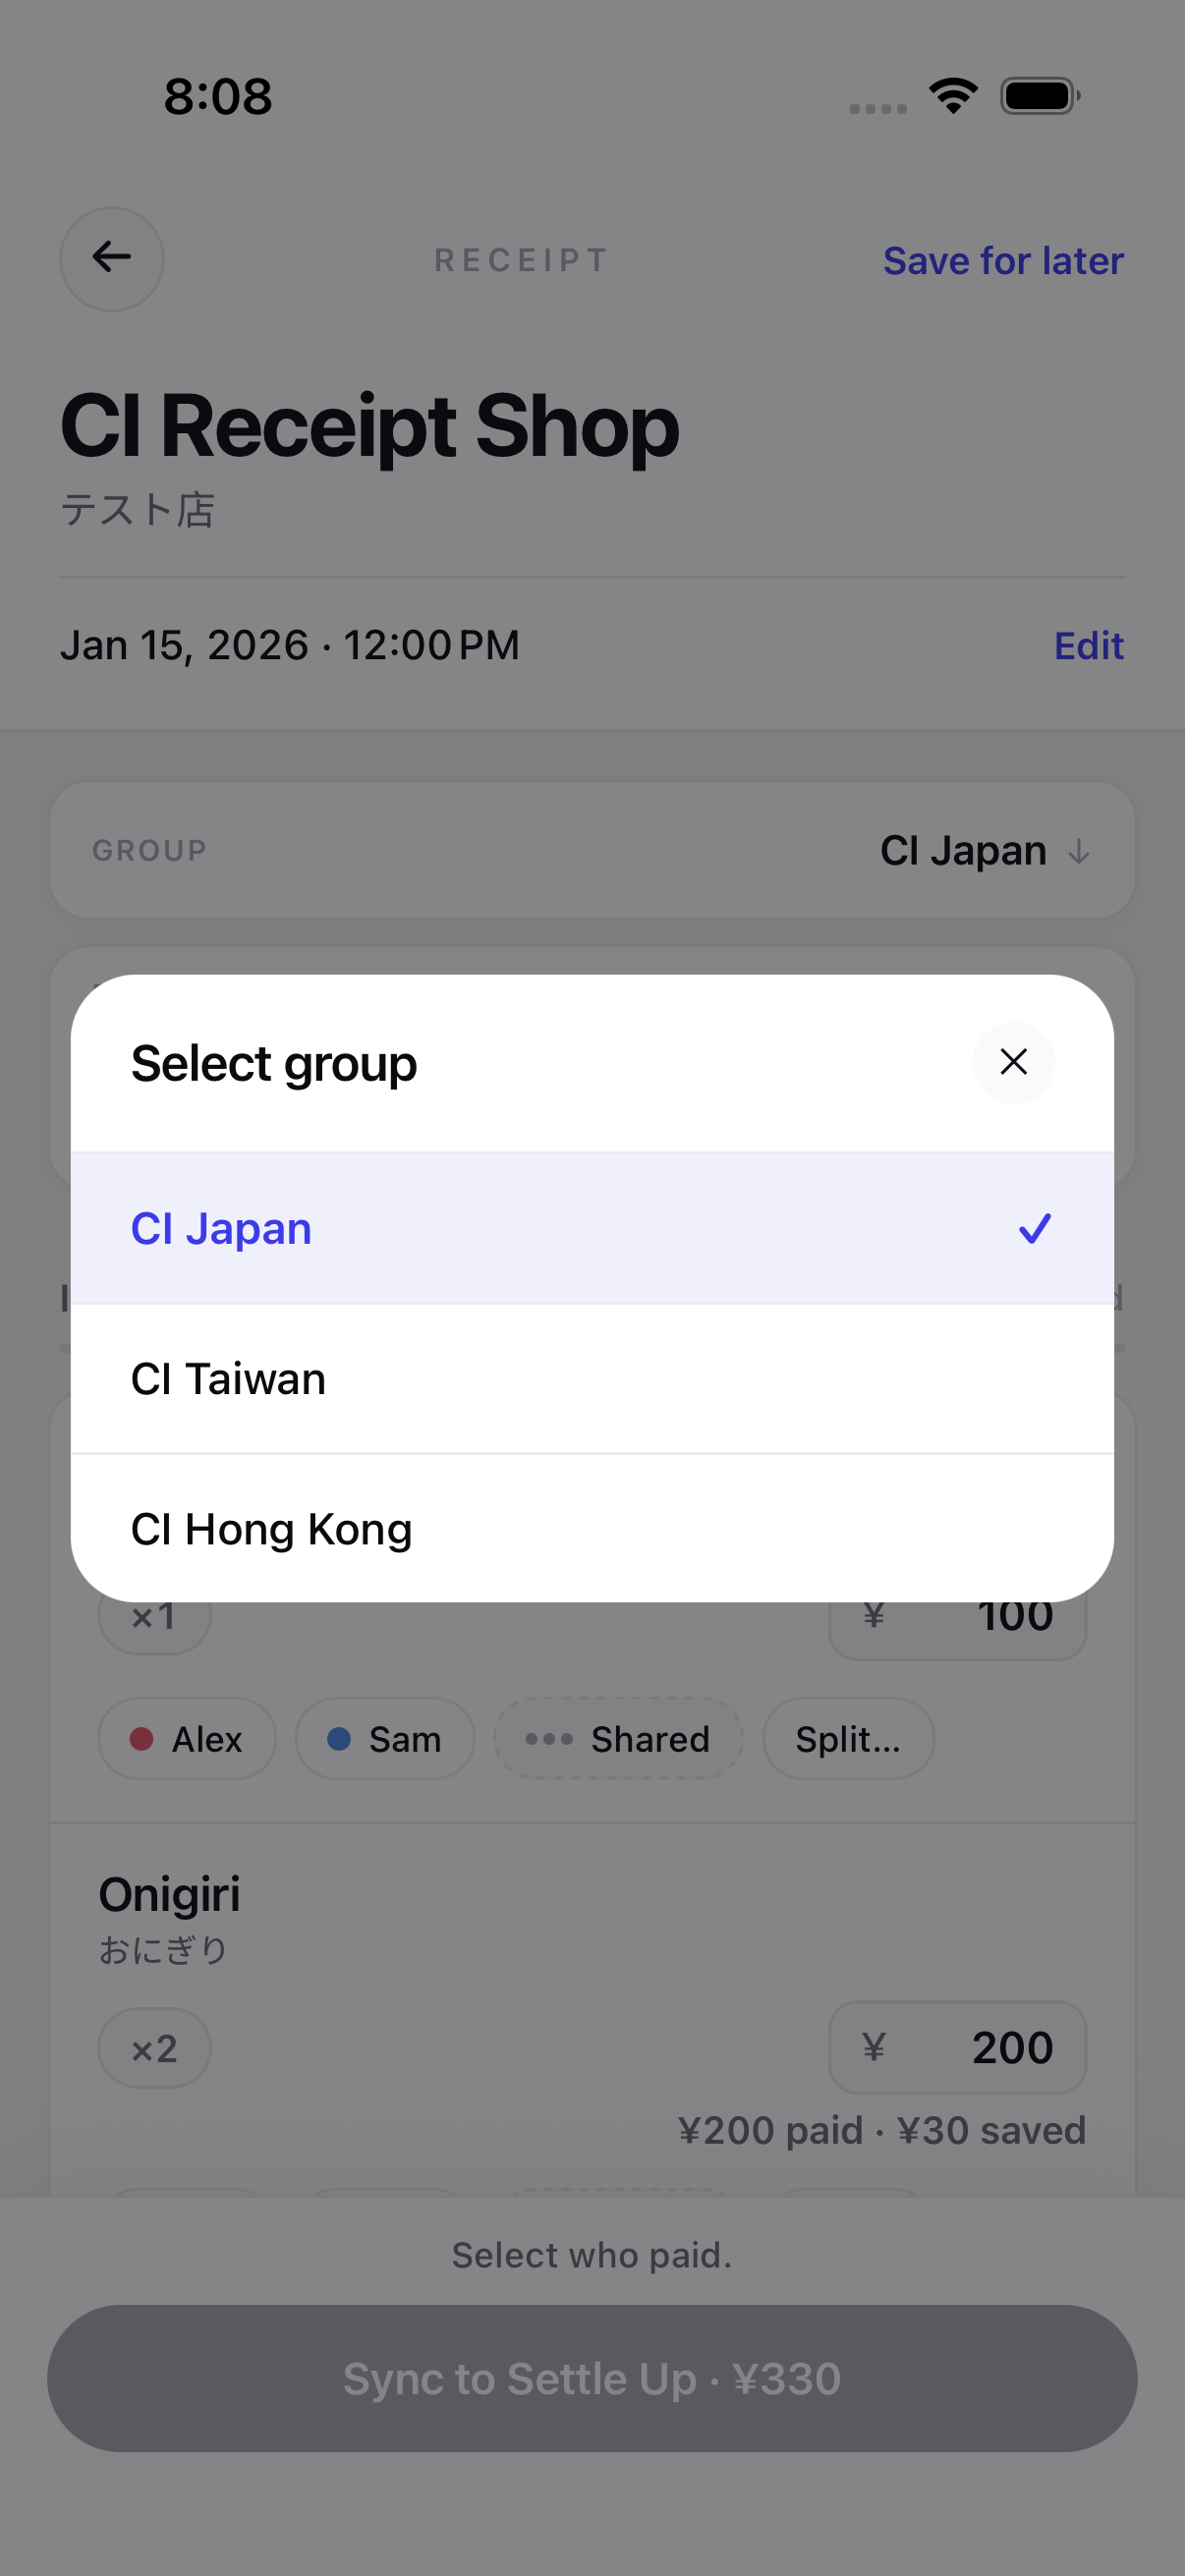 8:08
RECEIPT
Save for later
CI Receipt Shop
テスト店
Jan 15, 2026 · 12:00 PM
Edit
GROUP
CI Japan ↓
Select group
CI Japan
CI Taiwan
CI Hong Kong
×1
¥ 100
Alex
Sam
Shared
Split...
Onigiri
おにぎり
×2
¥ 200
¥200 paid · ¥30 saved
Select who paid.
Sync to Settle Up · ¥330